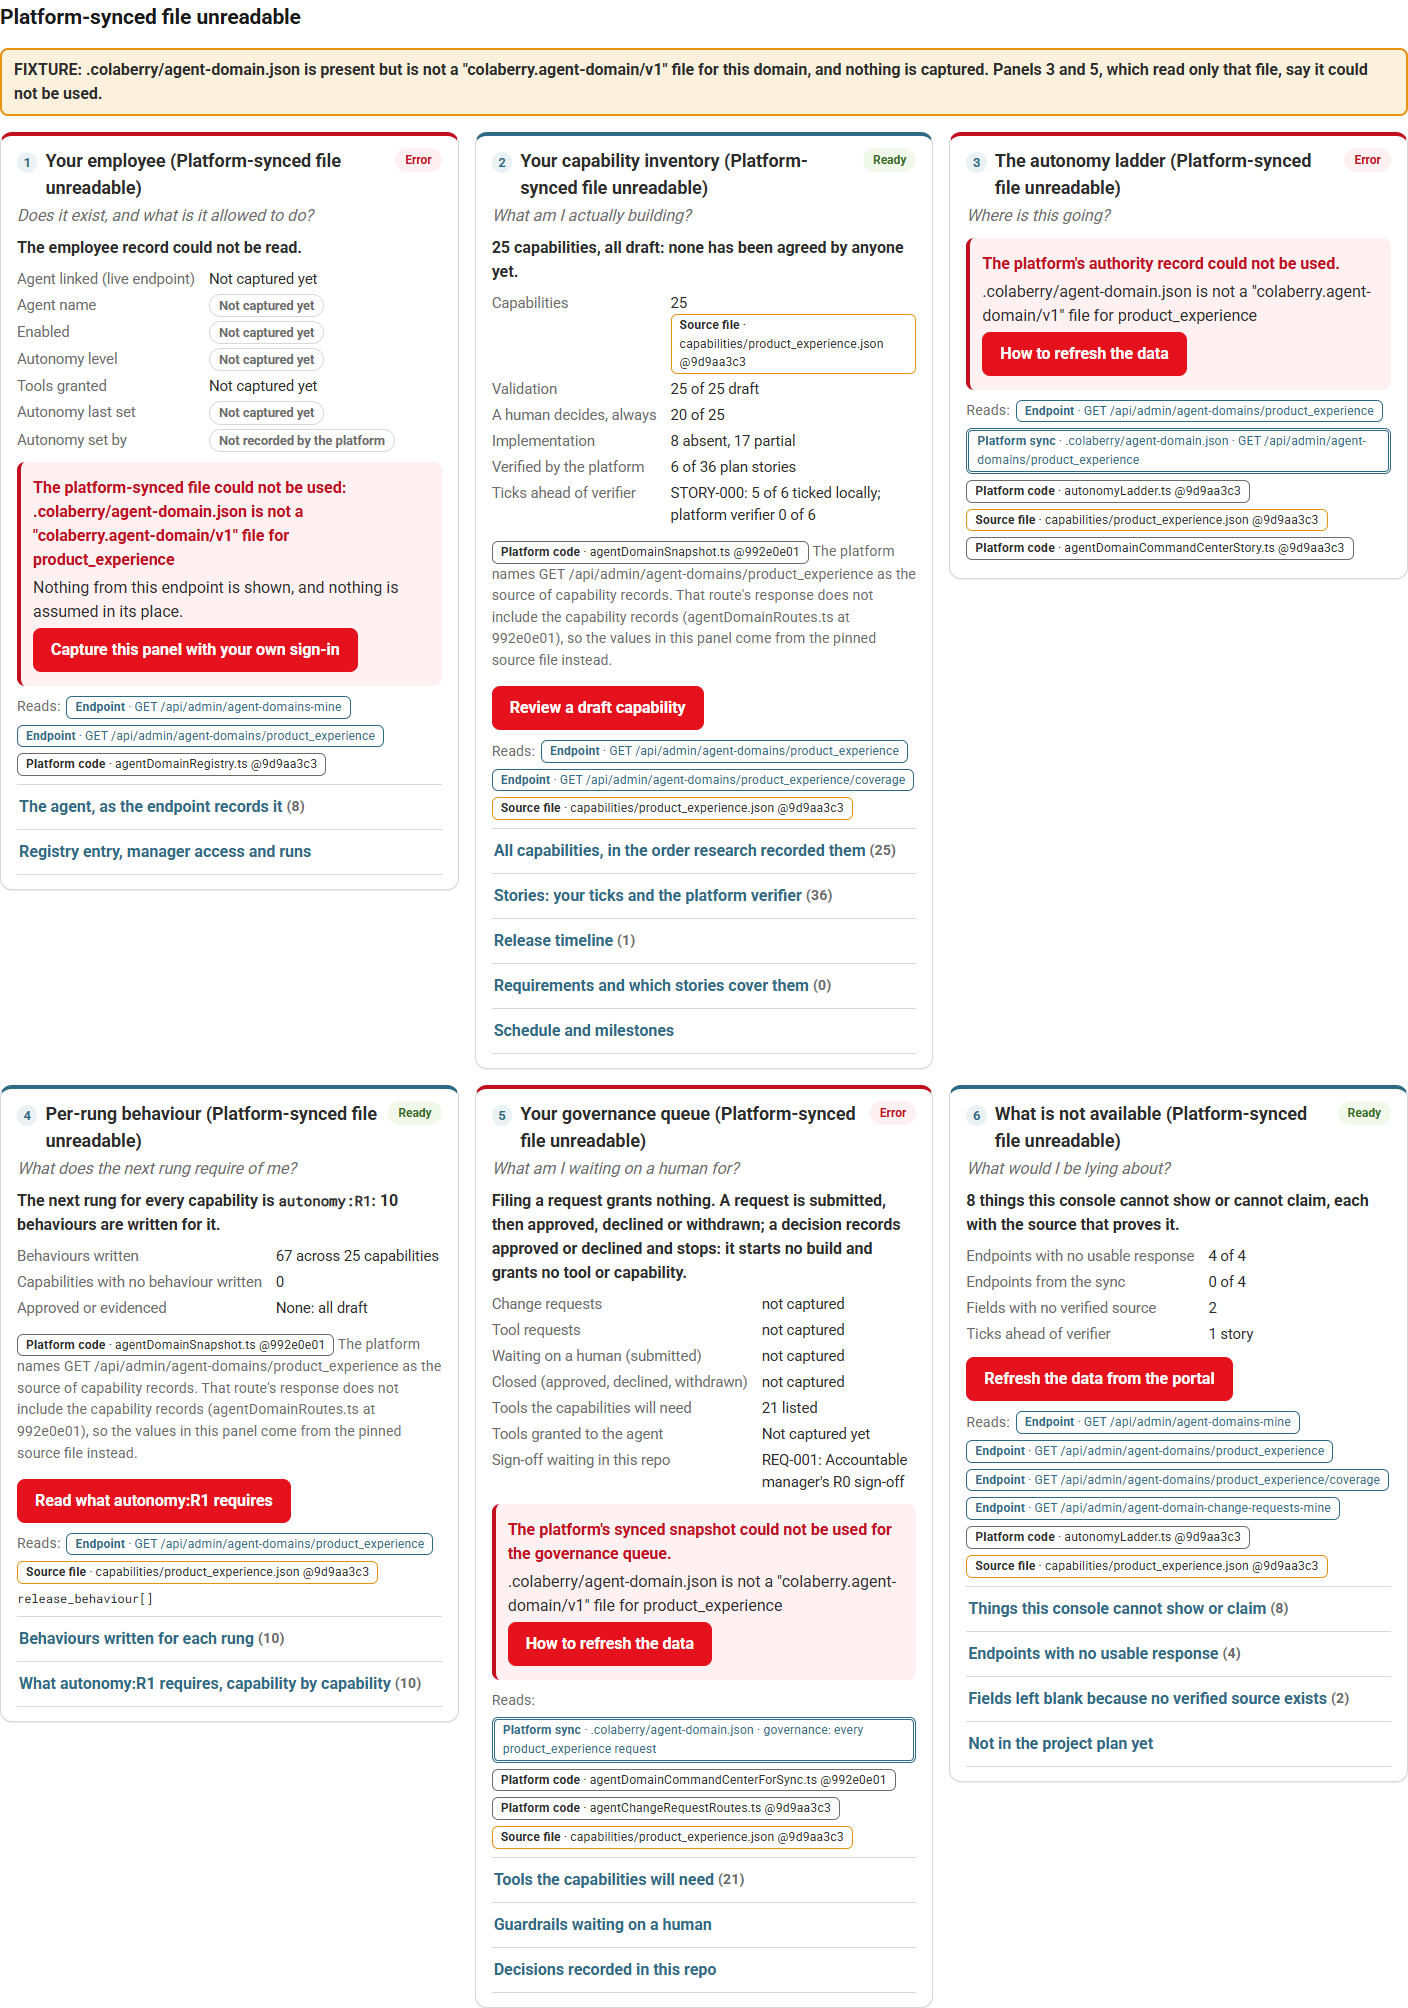 Platform-synced file unreadable
FIXTURE: .colaberry/agent-domain.json is present but is not a "colaberry.agent-domain/v1" file for this domain, and nothing is captured. Panels 3 and 5, which read only that file, say it could
not be used.
1
Your employee (Platform-synced file
unreadable)
Error
Does it exist, and what is it allowed to do?
The employee record could not be read.
Agent linked (live endpoint) Not captured yet
Agent name Not captured yet
Enabled Not captured yet
Autonomy level Not captured yet
Tools granted Not captured yet
Autonomy last set Not captured yet
Autonomy set by Not recorded by the platform
The platform-synced file could not be used:
.colaberry/agent-domain.json is not a
"colaberry.agent-domain/v1" file for
product_experience
Nothing from this endpoint is shown, and nothing is
assumed in its place.
Capture this panel with your own sign-in
Reads: Endpoint · GET /api/admin/agent-domains-mine
Endpoint · GET /api/admin/agent-domains/product_experience
Platform code · agentDomainRegistry.ts @9d9aa3c3
The agent, as the endpoint records it (8)
Registry entry, manager access and runs
2
Your capability inventory (Platform-
synced file unreadable)
Ready
What am I actually building?
25 capabilities, all draft: none has been agreed by anyone
yet.
Capabilities 25
Source file ·
capabilities/product_experience.json
@9d9aa3c3
Validation 25 of 25 draft
A human decides, always 20 of 25
Implementation 8 absent, 17 partial
Verified by the platform 6 of 36 plan stories
Ticks ahead of verifier STORY-000: 5 of 6 ticked locally;
platform verifier 0 of 6
Platform code · agentDomainSnapshot.ts @992e0e01 The platform
names GET /api/admin/agent-domains/product_experience as the
source of capability records. That route's response does not
include the capability records (agentDomainRoutes.ts at
992e0e01), so the values in this panel come from the pinned
source file instead.
Review a draft capability
Reads: Endpoint · GET /api/admin/agent-domains/product_experience
Endpoint · GET /api/admin/agent-domains/product_experience/coverage
Source file · capabilities/product_experience.json @9d9aa3c3
All capabilities, in the order research recorded them (25)
Stories: your ticks and the platform verifier (36)
Release timeline (1)
Requirements and which stories cover them (0)
Schedule and milestones
3
The autonomy ladder (Platform-synced
file unreadable)
Error
Where is this going?
The platform's authority record could not be used.
.colaberry/agent-domain.json is not a "colaberry.agent-
domain/v1" file for product_experience
How to refresh the data
Reads: Endpoint · GET /api/admin/agent-domains/product_experience
Platform sync · .colaberry/agent-domain.json · GET /api/admin/agent-
domains/product_experience
Platform code · autonomyLadder.ts @9d9aa3c3
Source file · capabilities/product_experience.json @9d9aa3c3
Platform code · agentDomainCommandCenterStory.ts @9d9aa3c3
4
Per-rung behaviour (Platform-synced file
unreadable)
Ready
What does the next rung require of me?
The next rung for every capability is autonomy:R1: 10
behaviours are written for it.
Behaviours written 67 across 25 capabilities
Capabilities with no behaviour written 0
Approved or evidenced None: all draft
Platform code · agentDomainSnapshot.ts @992e0e01 The platform
names GET /api/admin/agent-domains/product_experience as the
source of capability records. That route's response does not
include the capability records (agentDomainRoutes.ts at
992e0e01), so the values in this panel come from the pinned
source file instead.
Read what autonomy:R1 requires
Reads: Endpoint · GET /api/admin/agent-domains/product_experience
Source file · capabilities/product_experience.json @9d9aa3c3
release_behaviour[]
Behaviours written for each rung (10)
What autonomy:R1 requires, capability by capability (10)
5
Your governance queue (Platform-synced
file unreadable)
Error
What am I waiting on a human for?
Filing a request grants nothing. A request is submitted,
then approved, declined or withdrawn; a decision records
approved or declined and stops: it starts no build and
grants no tool or capability.
Change requests not captured
Tool requests not captured
Waiting on a human (submitted) not captured
Closed (approved, declined, withdrawn) not captured
Tools the capabilities will need 21 listed
Tools granted to the agent Not captured yet
Sign-off waiting in this repo REQ-001: Accountable
manager's R0 sign-off
The platform's synced snapshot could not be used for
the governance queue.
.colaberry/agent-domain.json is not a "colaberry.agent-
domain/v1" file for product_experience
How to refresh the data
Reads:
Platform sync · .colaberry/agent-domain.json · governance: every
product_experience request
Platform code · agentDomainCommandCenterForSync.ts @992e0e01
Platform code · agentChangeRequestRoutes.ts @9d9aa3c3
Source file · capabilities/product_experience.json @9d9aa3c3
Tools the capabilities will need (21)
Guardrails waiting on a human
Decisions recorded in this repo
6
What is not available (Platform-synced
file unreadable)
Ready
What would I be lying about?
8 things this console cannot show or cannot claim, each
with the source that proves it.
Endpoints with no usable response 4 of 4
Endpoints from the sync 0 of 4
Fields with no verified source 2
Ticks ahead of verifier 1 story
Refresh the data from the portal
Reads: Endpoint · GET /api/admin/agent-domains-mine
Endpoint · GET /api/admin/agent-domains/product_experience
Endpoint · GET /api/admin/agent-domains/product_experience/coverage
Endpoint · GET /api/admin/agent-domain-change-requests-mine
Platform code · autonomyLadder.ts @9d9aa3c3
Source file · capabilities/product_experience.json @9d9aa3c3
Things this console cannot show or claim (8)
Endpoints with no usable response (4)
Fields left blank because no verified source exists (2)
Not in the project plan yet